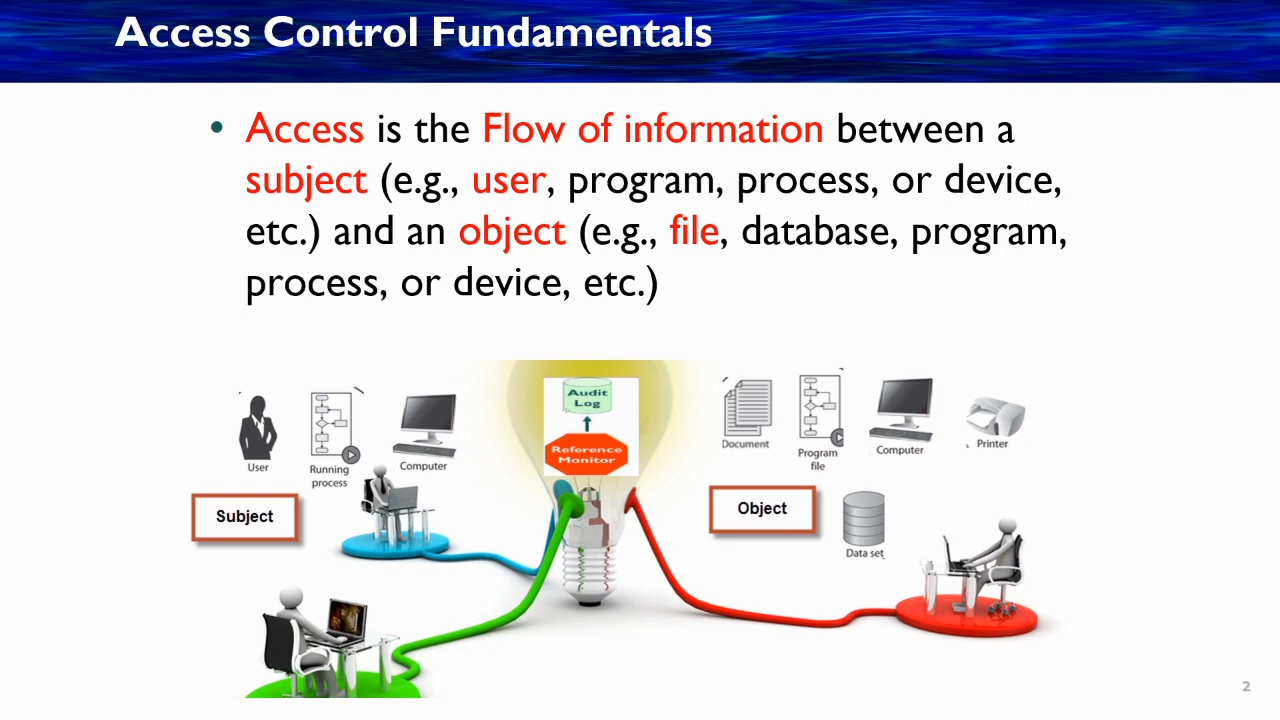 Access Control Fundamentals
• Access is the Flow of information between a
subject (e.g., user, program, process, or device,
etc.) and an object (e.g., file, database, program,
process, or device, etc.)
Audit
Log
Reference
Monitor
User
Running
process
Computer
Subject
Document
Program
file
Computer
Printer
Object
Data set
2